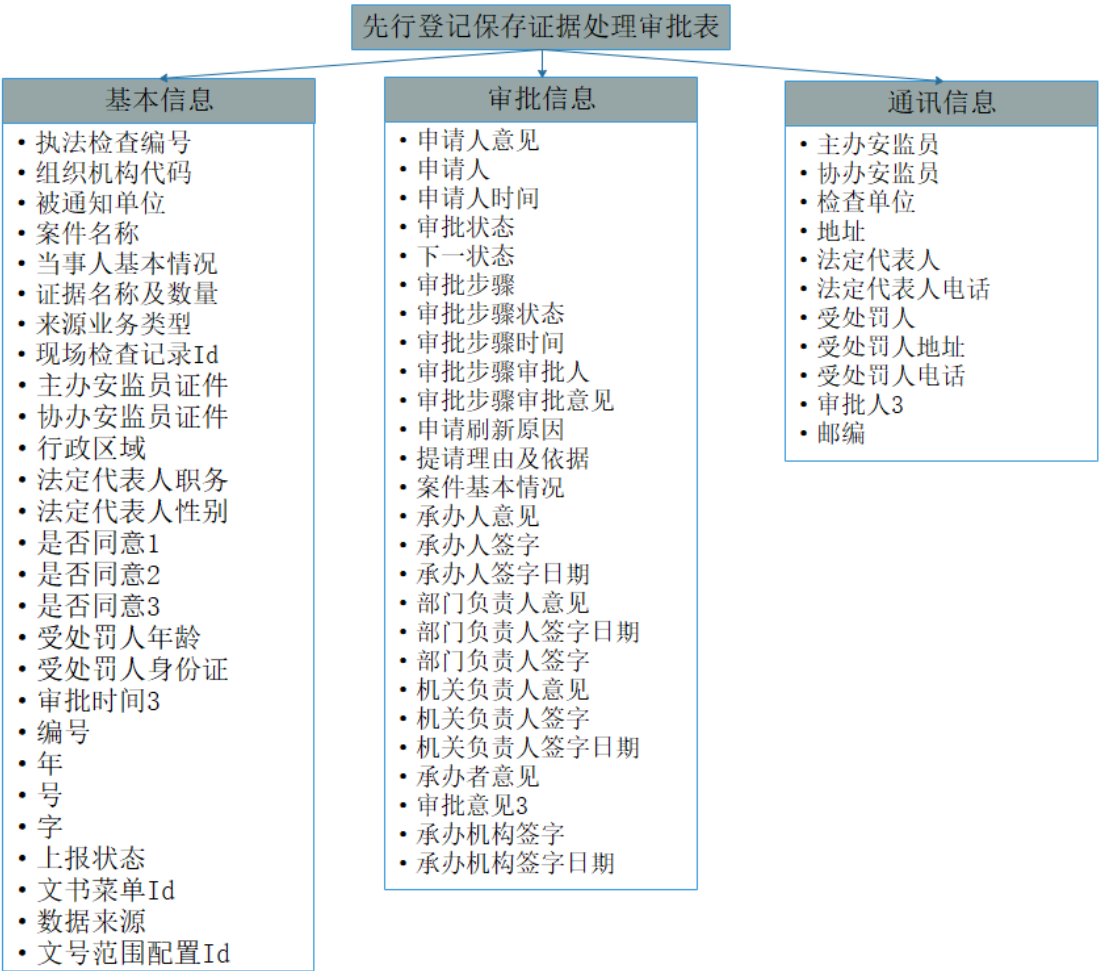 先行登记保存证据处理审批表
基本信息
• 执法检查编号
• 组织机构代码
• 被通知单位
• 案件名称
• 当事人基本情况
• 证据名称及数量
• 来源业务类型
• 现场检查记录Id
• 主办安监员证件
• 协办安监员证件
• 行政区域
• 法定代表人职务
• 法定代表人性别
• 是否同意1
• 是否同意2
• 是否同意3
• 受处罚人年龄
• 受处罚人身份证
• 审批时间3
• 编号
• 年
• 号
• 字
• 上报状态
• 文书菜单Id
• 数据来源
• 文号范围配置Id
审批信息
• 申请人意见
• 申请人
• 申请人时间
• 审批状态
• 下一状态
• 审批步骤
• 审批步骤状态
• 审批步骤时间
• 审批步骤审批人
• 审批步骤审批意见
• 申请刷新原因
• 提请理由及依据
• 案件基本情况
• 承办人意见
• 承办人签字
• 承办人签字日期
• 部门负责人意见
• 部门负责人签字日期
• 部门负责人签字
• 机关负责人意见
• 机关负责人签字
• 机关负责人签字日期
• 承办者意见
• 审批意见3
• 承办机构签字
• 承办机构签字日期
通讯信息
• 主办安监员
• 协办安监员
• 检查单位
• 地址
• 法定代表人
• 法定代表人电话
• 受处罚人
• 受处罚人地址
• 受处罚人电话
• 审批人3
• 邮编